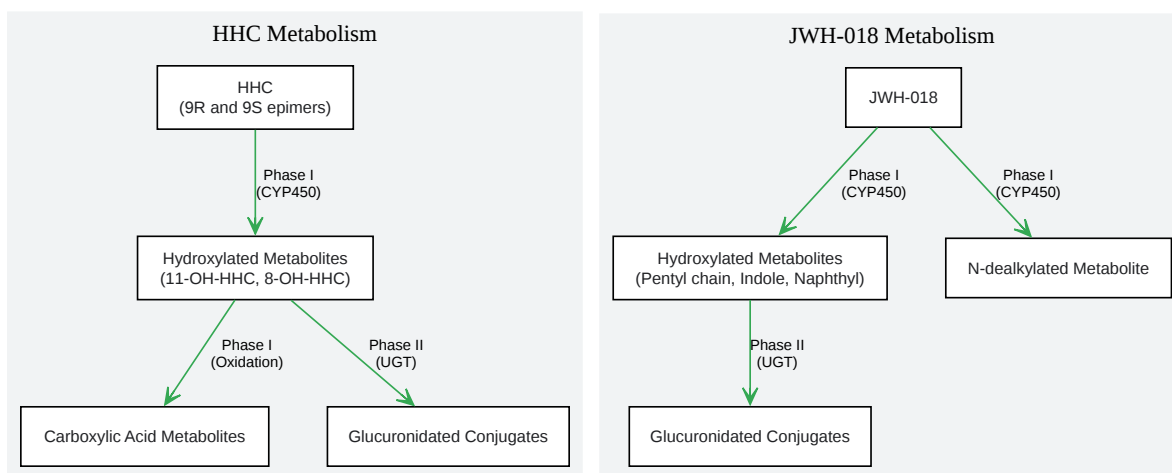 HHC Metabolism
HHC
(9R and 9S epimers)
Phase I
(CYP450)
Hydroxylated Metabolites
(11-OH-HHC, 8-OH-HHC)
Phase I
(Oxidation)
Phase II
(UGT)
Carboxylic Acid Metabolites
Glucuronidated Conjugates
JWH-018 Metabolism
JWH-018
Phase I
(CYP450)
Phase I
(CYP450)
Hydroxylated Metabolites
(Pentyl chain, Indole, Naphthyl)
N-dealkylated Metabolite
Phase II
(UGT)
Glucuronidated Conjugates